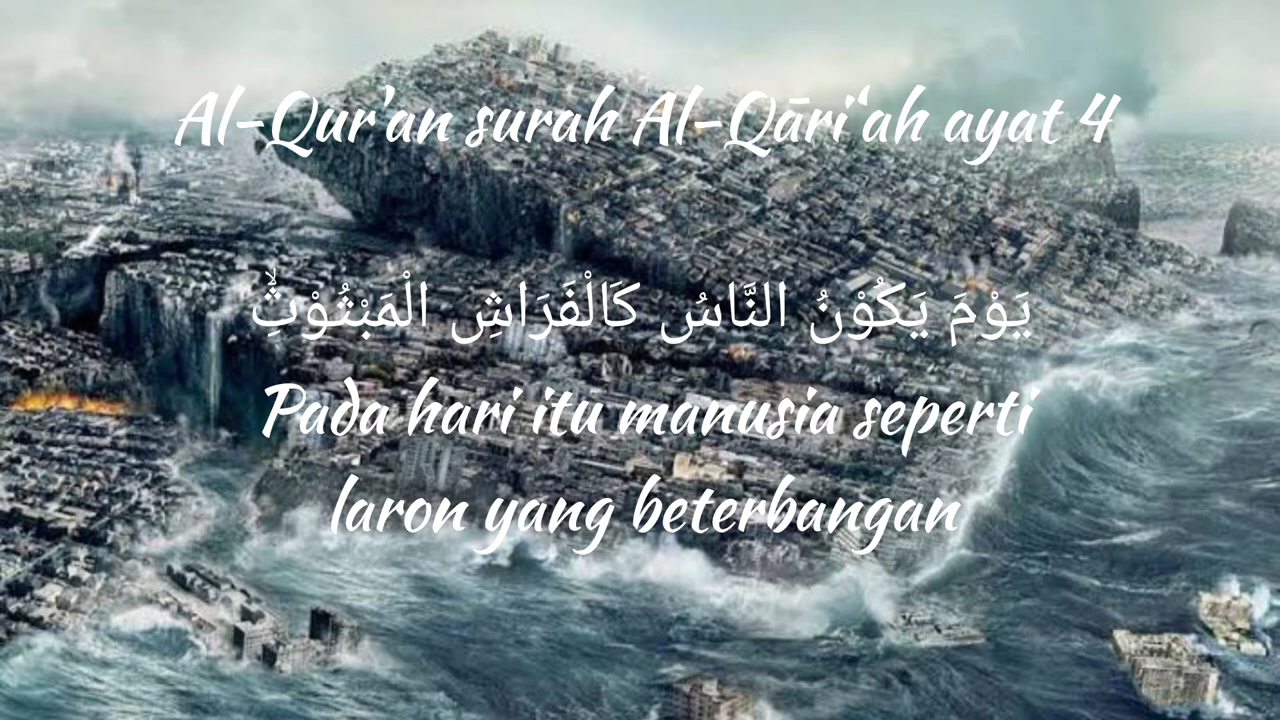 Al-Qur'an surah Al-Qāri‘ah ayat 4
يَوْمَ يَكُوْنُ النَّاسُ كَالْفَرَاشِ الْمَبْثُوْثِۙ
Pada hari itu manusia seperti
laron yang beterbangan